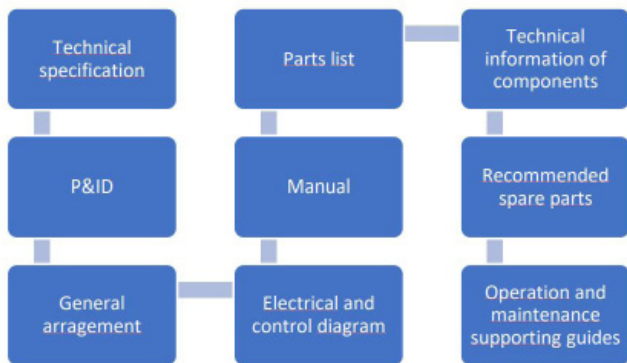 Technical
specification
P&ID
General
arragement
Electrical and
control diagram
Manual
Parts list
Technical
information of
components
Recommended
spare parts
Operation and
maintenance
supporting guides